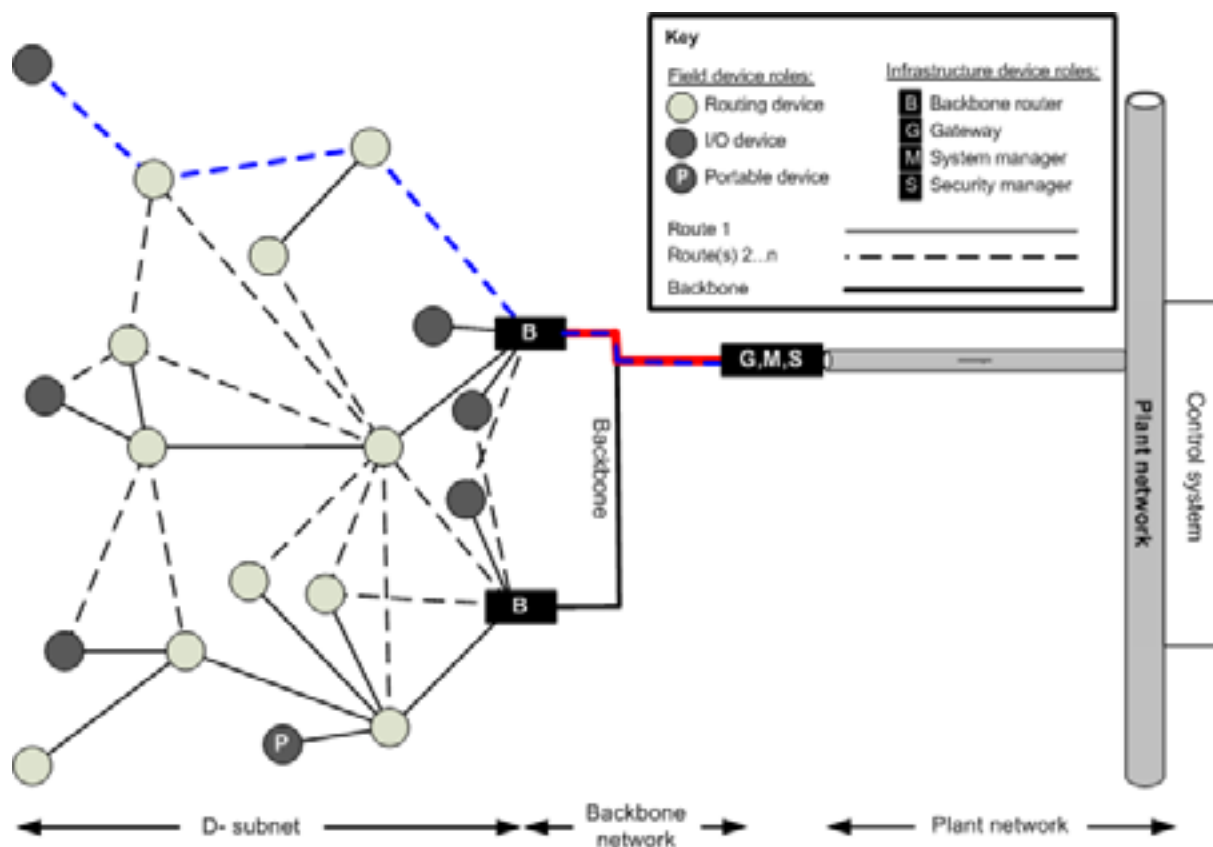 Key
Field device roles:
Routing device
I/O device
P Portable device
Infrastructure device roles:
B Backbone router
G Gateway
M System manager
S Security manager
Route 1
Route(s) 2...n
Backbone
B
G,M,S
Backbone
B
P
Plant network
Control system
D- subnet
Backbone
network
Plant network